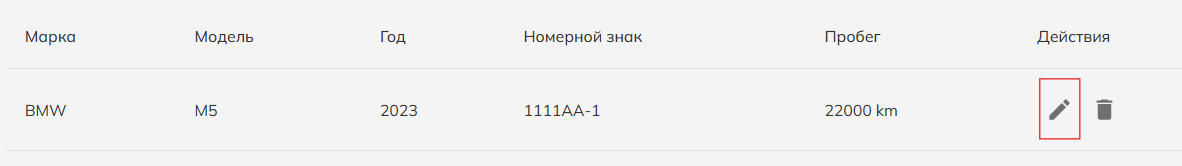 Марка Модель Год Номерной знак Пробег Действия
BMW M5 2023 1111AA-1 22000 km